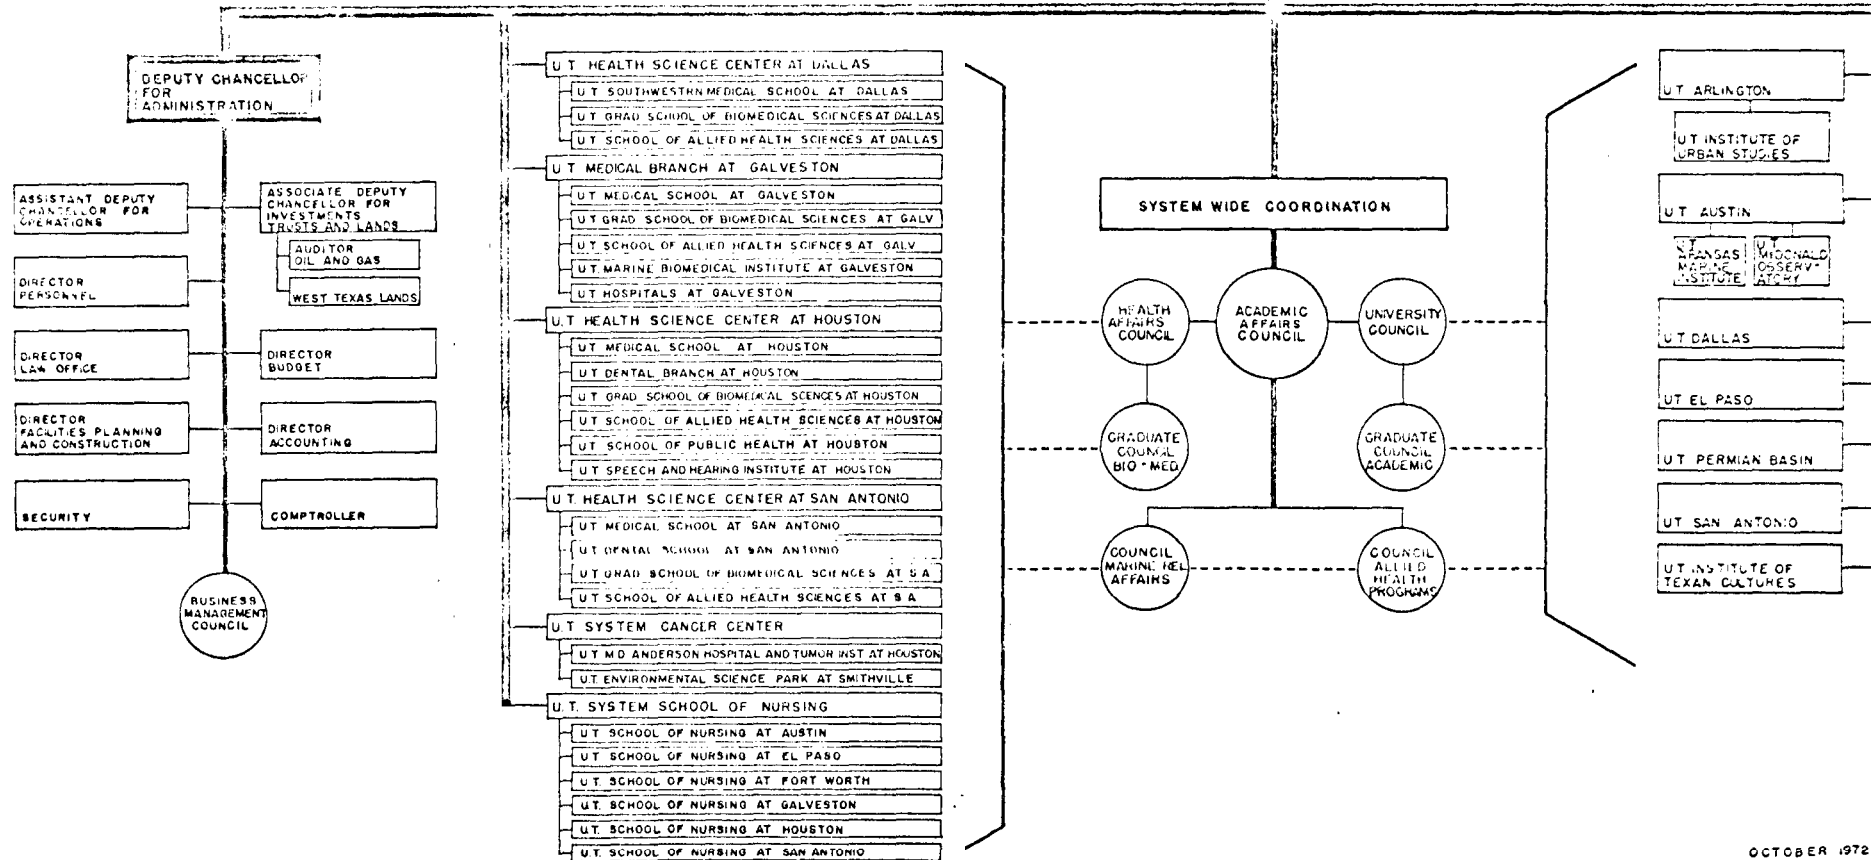 DEPUTY CHANCELLOR
FOR
ADMINISTRATION
ASSISTANT DEPUTY
CHANCELLOR FOR
OPERATIONS
ASSOCIATE DEPUTY
CHANCELLOR FOR
INVESTMENTS
TRUSTS AND LANDS
AUDITOR
OIL AND GAS
WEST TEXAS LANDS
DIRECTOR
PERSONNEL
DIRECTOR
LAW OFFICE
DIRECTOR
BUDGET
DIRECTOR
FACILITIES PLANNING
AND CONSTRUCTION
DIRECTOR
ACCOUNTING
SECURITY
COMPTROLLER
BUSINESS
MANAGEMENT
COUNCIL
U T HEALTH SCIENCE CENTER AT DALLAS
U T SOUTHWESTRN MEDICAL SCHOOL AT DALLAS
U T GRAD SCHOOL OF BIOMEDICAL SCIENCES AT DALLAS
U T SCHOOL OF ALLIED HEALTH SCIENCES AT DALLAS
U T MEDICAL BRANCH AT GALVESTON
U T MEDICAL SCHOOL AT GALVESTON
U T GRAD SCHOOL OF BIOMEDICAL SCIENCES AT GALV
U T SCHOOL OF ALLIED HEALTH SCIENCES AT GALV
U T. MARINE BIOMEDICAL INSTITUTE AT GALVESTON
U T HOSPITALS AT GALVESTON
U.T HEALTH SCIENCE CENTER AT HOUSTON
U T MEDICAL SCHOOL AT HOUSTON
U T DENTAL BRANCH AT HOUSTON
U T GRAD SCHOOL OF BIOMEDICAL SCENCES AT HOUSTON
U T SCHOOL OF ALLIED HEALTH SCIENCES AT HOUSTON
U T SCHOOL OF PUBLIC HEALTH AT HOUSTON
U T SPEECH AND HEARING INSTITUTE AT HOUSTON
U T. HEALTH SCIENCE CENTER AT SAN ANTONIO
U T MEDICAL SCHOOL AT SAN ANTONIO
U T DENTAL SCHOOL AT SAN ANTONIO
U T GRAD SCHOOL OF BIOMEDICAL SCIENCES AT S A
U T SCHOOL OF ALLIED HEALTH SCIENCES AT S A
U.T SYSTEM CANCER CENTER
U T M D ANDERSON HOSPITAL AND TUMOR INST AT HOUSTON
U.T. ENVIRONMENTAL SCIENCE PARK AT SMITHVILLE
U.T. SYSTEM SCHOOL OF NURSING
U T SCHOOL OF NURSING AT AUSTIN
U T SCHOOL OF NURSING AT EL PASO
U T. SCHOOL OF NURSING AT FORT WORTH
U.T. SCHOOL OF NURSING AT GALVESTON
U.T. SCHOOL OF NURSING AT HOUSTON
U.T. SCHOOL OF NURSING AT SAN ANTONIO
SYSTEM WIDE COORDINATION
HEALTH
AFFAIRS
COUNCIL
ACADEMIC
AFFAIRS
COUNCIL
UNIVERSITY
COUNCIL
GRADUATE
COUNCIL
BIO-MED.
GRADUATE
COUNCIL
ACADEMIC
COUNCIL
MARINE REL
AFFAIRS
COUNCIL
ALLIED
HEALTH
PROGRAMS
U T ARLINGTON
U T INSTITUTE OF
URBAN STUDIES
U T AUSTIN
U T
ARANSAS
MARINE
INSTITUTE
U T
MCDONALD
OBSERV-
ATORY
U T DALLAS
U T EL PASO
U T PERMIAN BASIN
U T SAN ANTONIO
U T INSTITUTE OF
TEXAN CULTURES
OCTOBER 1972